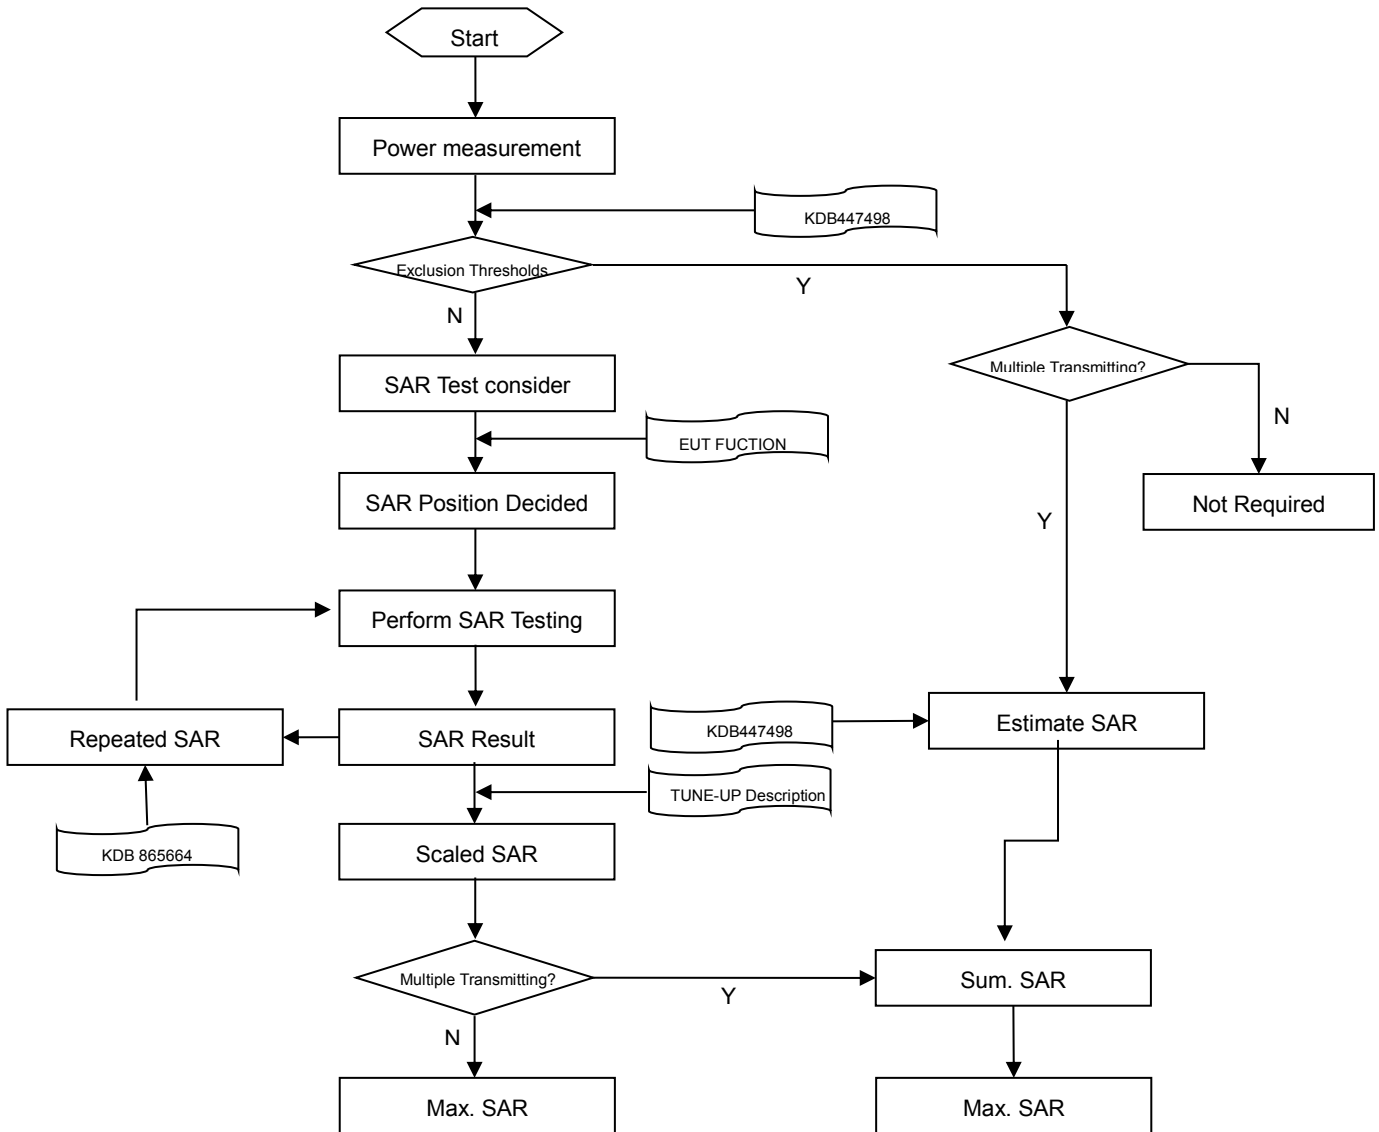 Start
Power measurement
KDB447498
Exclusion Thresholds
Y
N
Multiple Transmitting?
SAR Test consider
N
EUT FUCTION
SAR Position Decided
Not Required
Y
Perform SAR Testing
Repeated SAR
SAR Result
KDB447498
Estimate SAR
TUNE-UP Description
KDB 865664
Scaled SAR
Multiple Transmitting?
Y
Sum. SAR
N
Max. SAR
Max. SAR